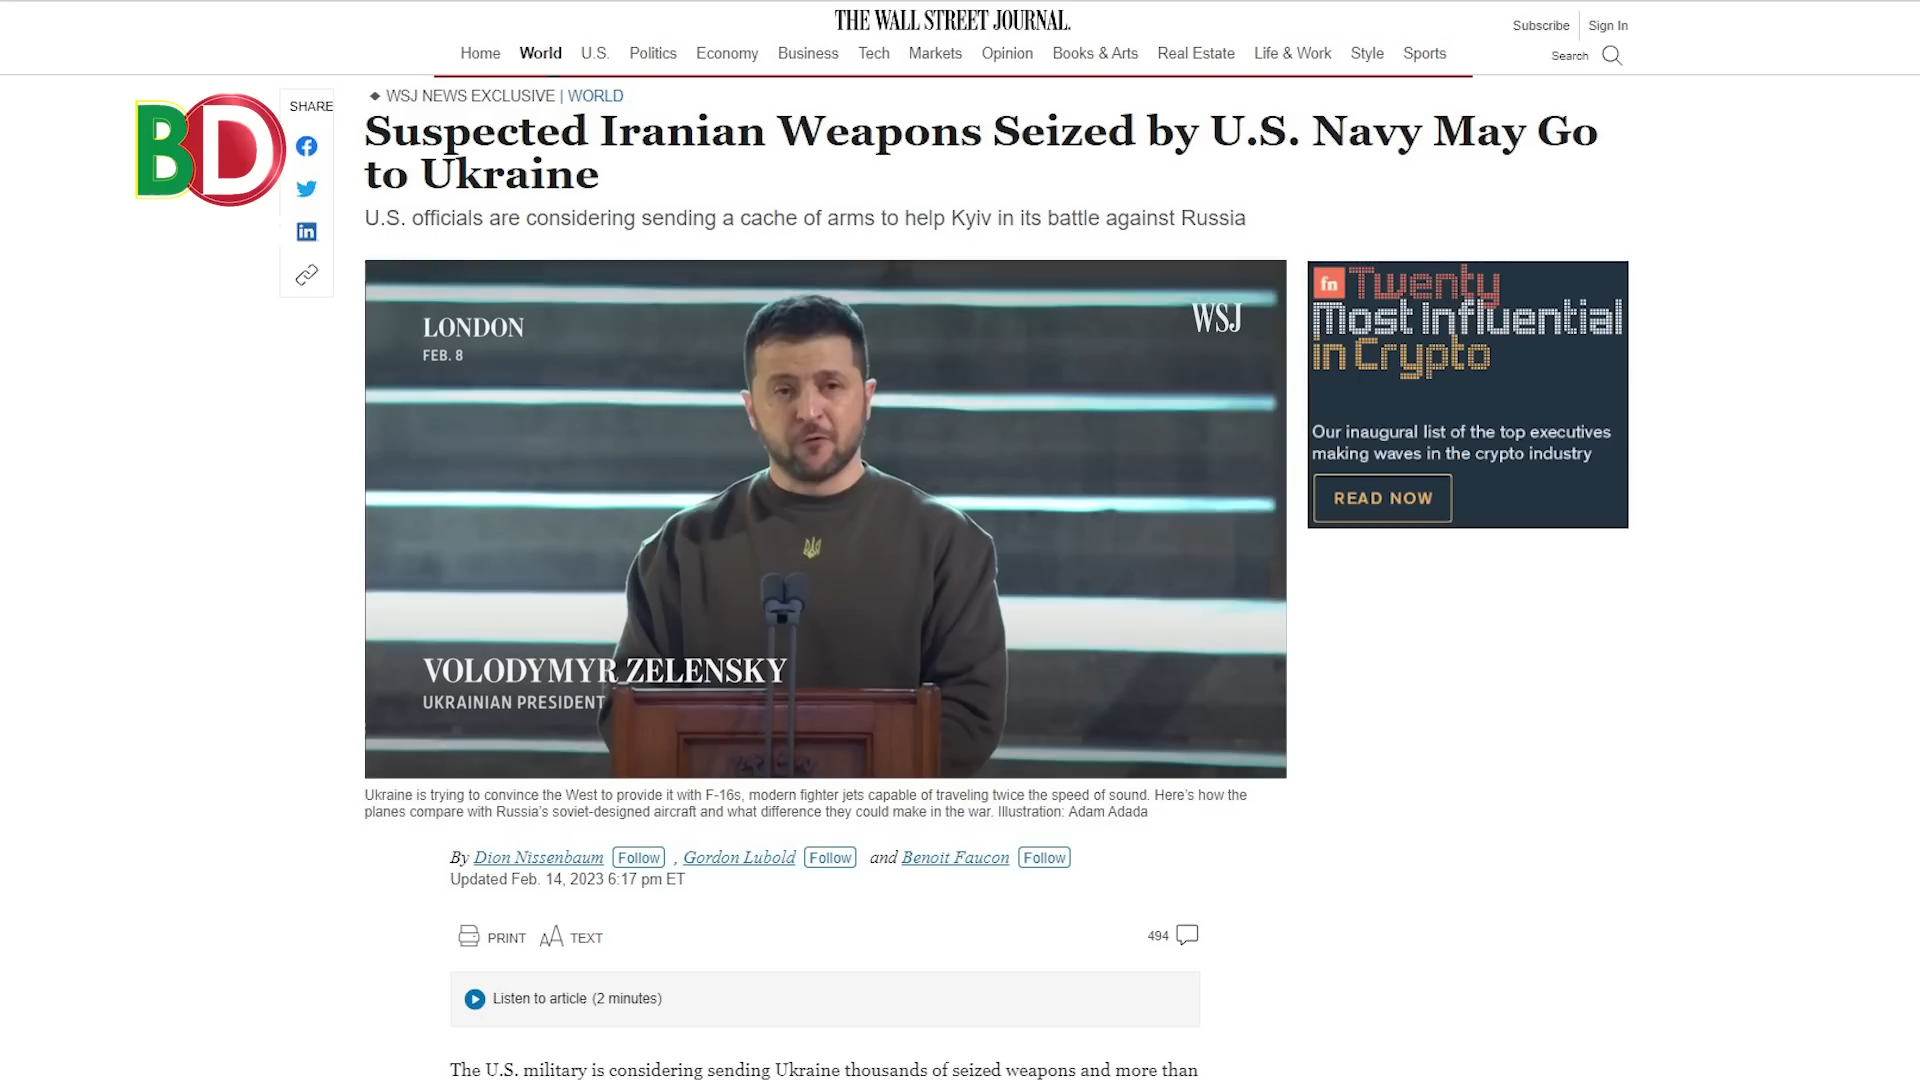 THE WALL STREET JOURNAL.
Subscribe Sign In
Home World U.S. Politics Economy Business Tech Markets Opinion Books & Arts Real Estate Life & Work Style Sports
Search
BD
SHARE
WSJ NEWS EXCLUSIVE | WORLD
Suspected Iranian Weapons Seized by U.S. Navy May Go
to Ukraine
U.S. officials are considering sending a cache of arms to help Kyiv in its battle against Russia
LONDON
FEB. 8
WSJ
VOLODYMYR ZELENSKY
UKRAINIAN PRESIDENT
fn Twenty
Most Influential
in Crypto
Our inaugural list of the top executives
making waves in the crypto industry
READ NOW
Ukraine is trying to convince the West to provide it with F-16s, modern fighter jets capable of traveling twice the speed of sound. Here's how the
planes compare with Russia's soviet-designed aircraft and what difference they could make in the war. Illustration: Adam Adada
By Dion Nissenbaum Follow , Gordon Lubold Follow and Benoit Faucon Follow
Updated Feb. 14, 2023 6:17 pm ET
PRINT AA TEXT
494
Listen to article (2 minutes)
The U.S. military is considering sending Ukraine thousands of seized weapons and more than